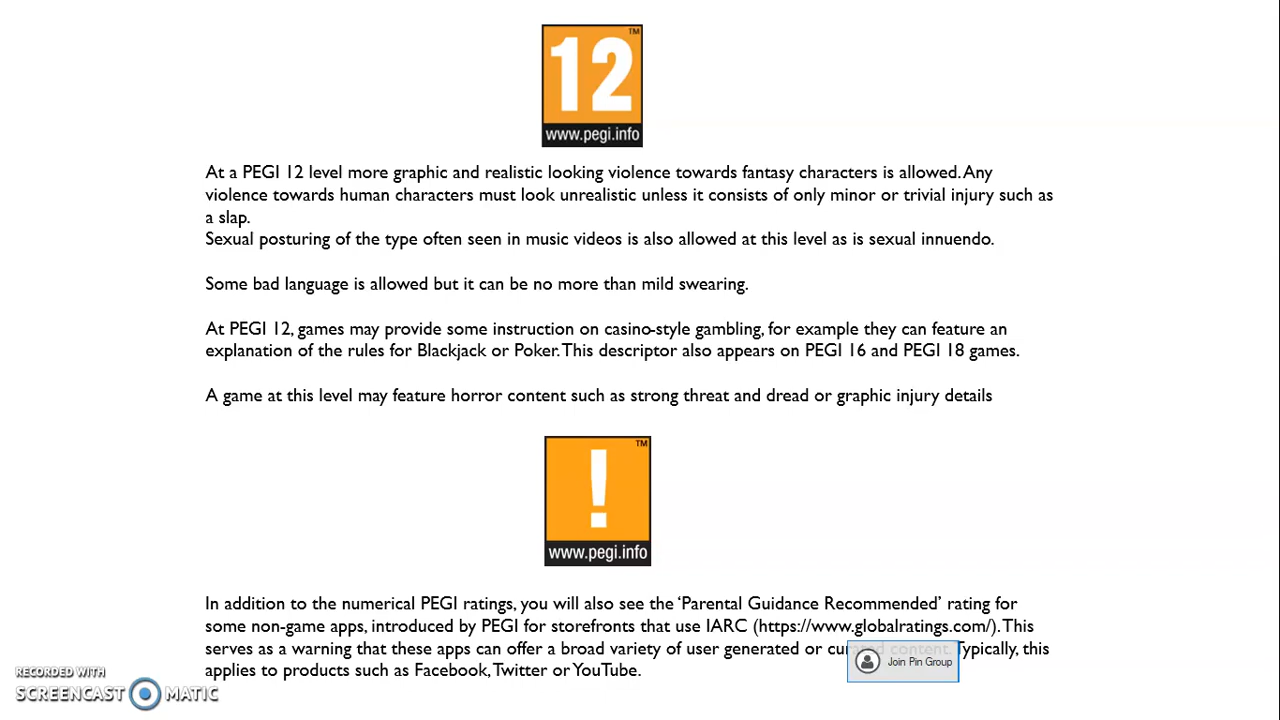 12
TM
www.pegi.info
At a PEGI 12 level more graphic and realistic looking violence towards fantasy characters is allowed. Any
violence towards human characters must look unrealistic unless it consists of only minor or trivial injury such as
a slap.
Sexual posturing of the type often seen in music videos is also allowed at this level as is sexual innuendo.
Some bad language is allowed but it can be no more than mild swearing.
At PEGI 12, games may provide some instruction on casino-style gambling, for example they can feature an
explanation of the rules for Blackjack or Poker. This descriptor also appears on PEGI 16 and PEGI 18 games.
A game at this level may feature horror content such as strong threat and dread or graphic injury details
TM
!
www.pegi.info
In addition to the numerical PEGI ratings, you will also see the ‘Parental Guidance Recommended’ rating for
some non-game apps, introduced by PEGI for storefronts that use IARC (https://www.globalratings.com/). This
serves as a warning that these apps can offer a broad variety of user generated or curated content. Typically, this
applies to products such as Facebook, Twitter or YouTube.
Join Pin Group
RECORDED WITH
SCREENCAST MATIC